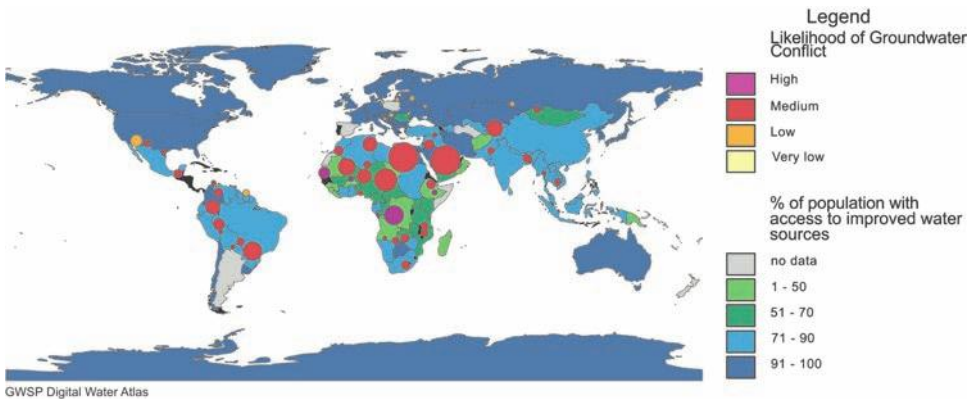 Legend
Likelihood of Groundwater
Conflict
High
Medium
Low
Very low
% of population with
access to improved water
sources
no data
1 - 50
51 - 70
71 - 90
91 - 100
GWSP Digital Water Atlas